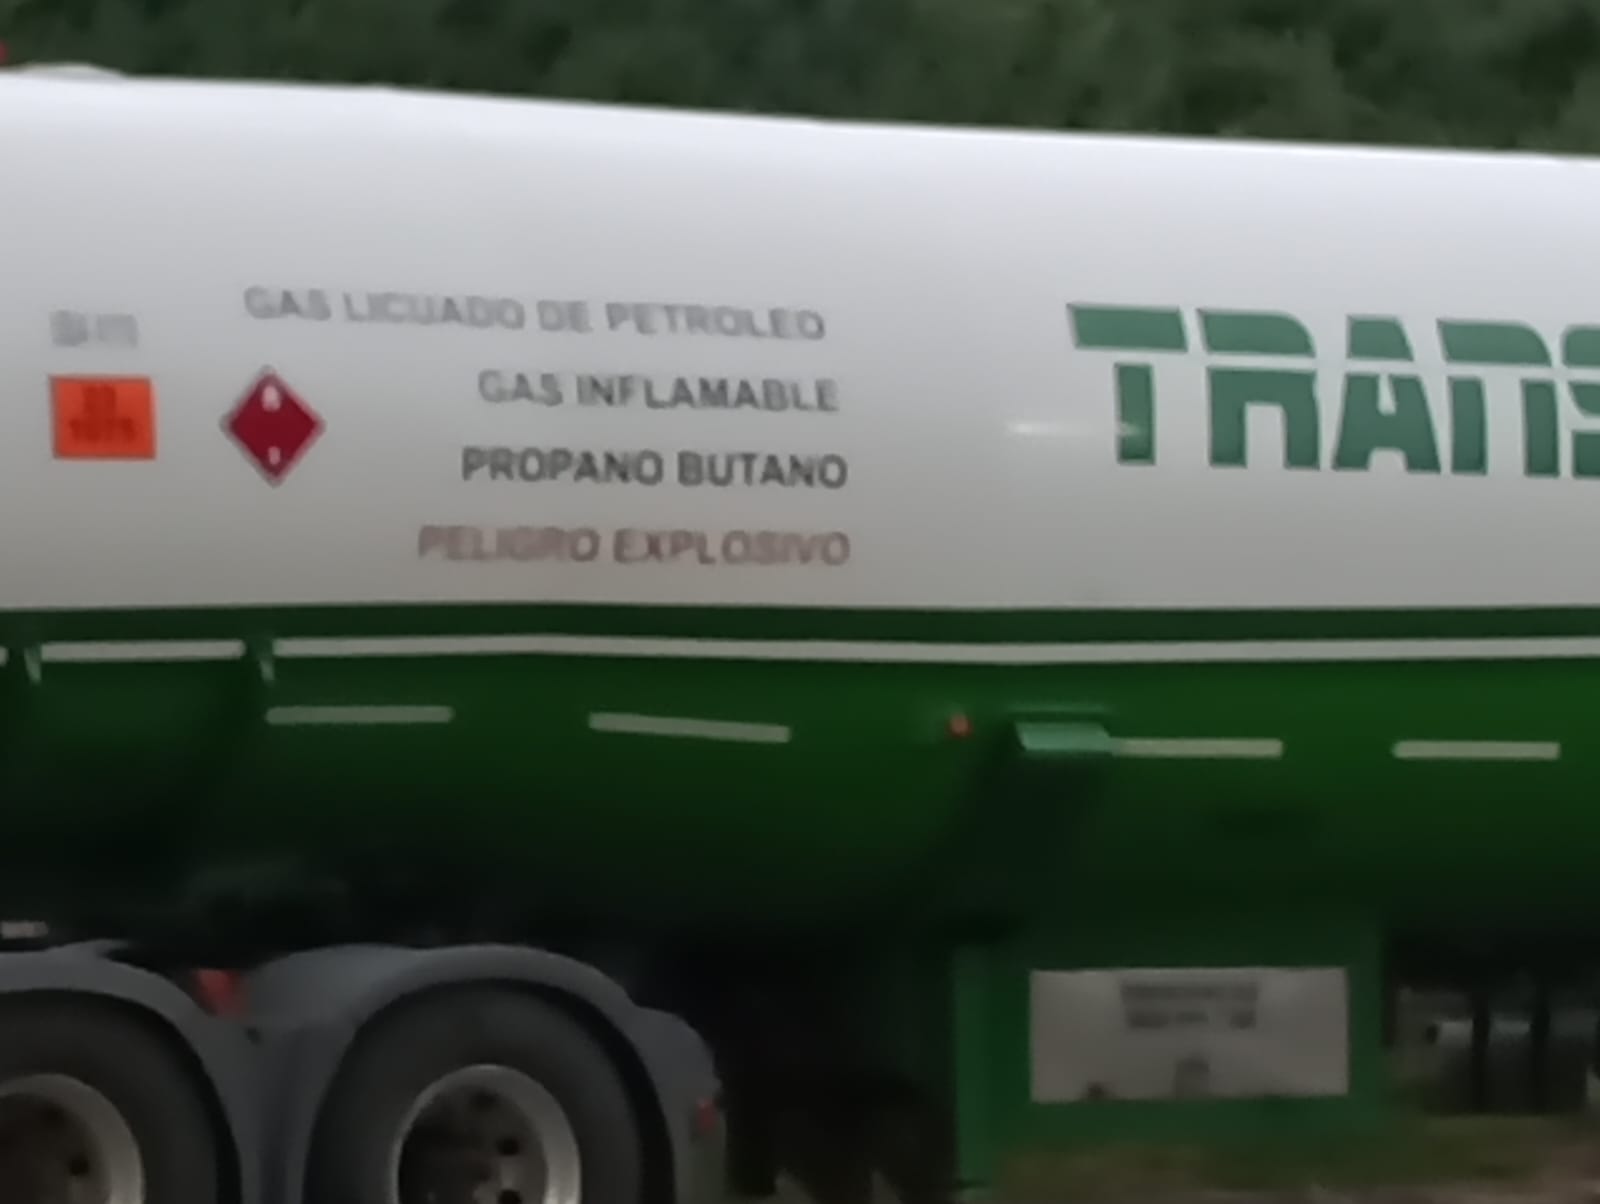 GAS LICUADO DE PETROLEO
GAS INFLAMABLE
PROPANO BUTANO
PELIGRO EXPLOSIVO
TRANS